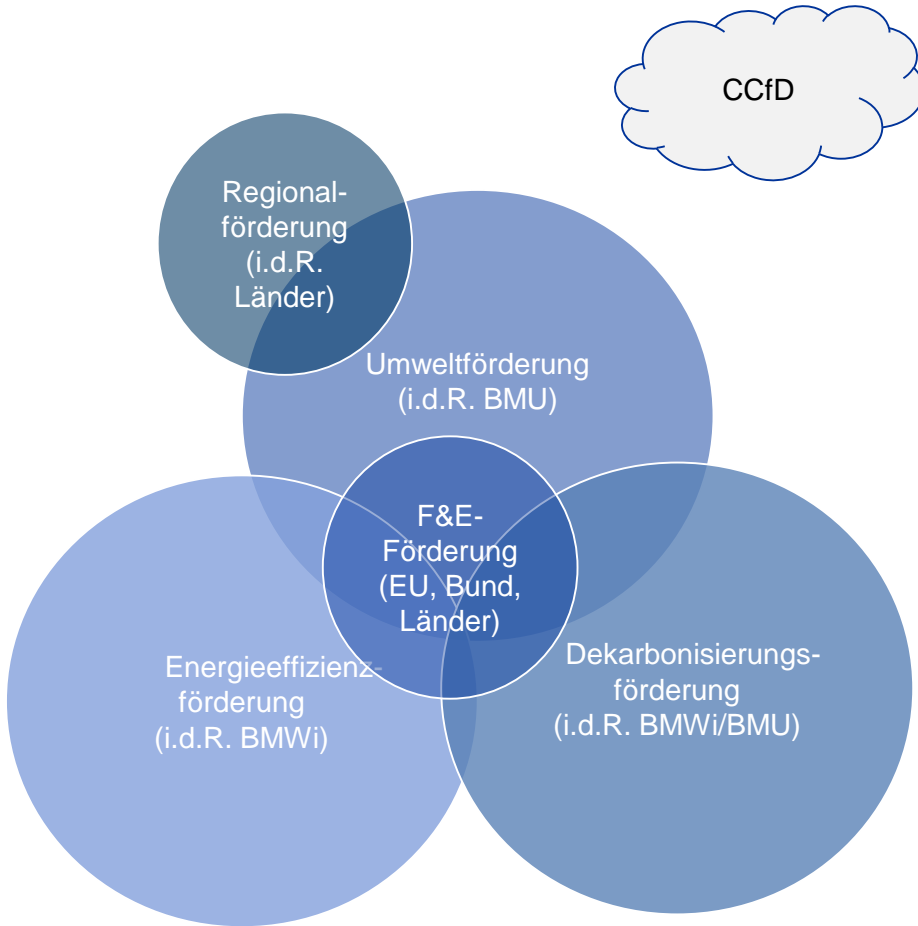 CCfD
Regional-
förderung
(i.d.R.
Länder)
Umweltförderung
(i.d.R. BMU)
F&E-
Förderung
(EU, Bund,
Länder)
Energieeffizienz-
förderung
(i.d.R. BMWi)
Dekarbonisierungs-
förderung
(i.d.R. BMWi/BMU)